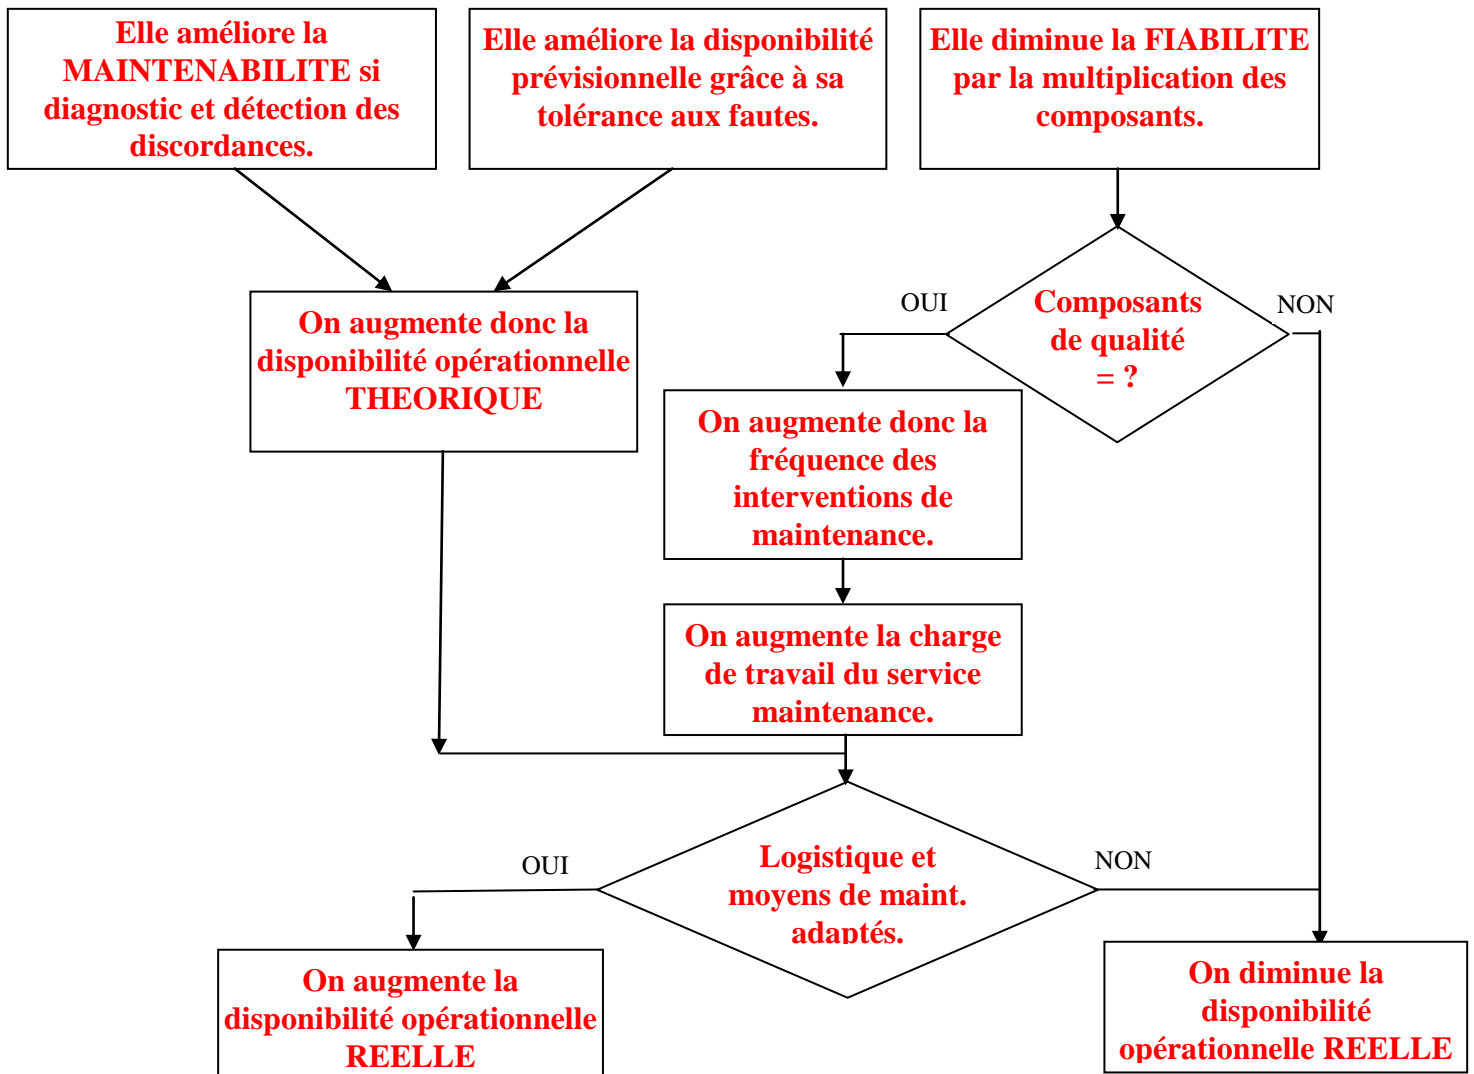 Elle améliore la
MAINTENABILITE si
diagnostic et détection des
discordances.
Elle améliore la disponibilité
prévisionnelle grâce à sa
tolérance aux fautes.
Elle diminue la FIABILITE
par la multiplication des
composants.
On augmente donc la
disponibilité opérationnelle
THEORIQUE
OUI
Composants
de qualité
= ?
NON
On augmente donc la
fréquence des
interventions de
maintenance.
On augmente la charge
de travail du service
maintenance.
OUI
Logistique et
moyens de maint.
adaptés.
NON
On augmente la
disponibilité opérationnelle
REELLE
On diminue la
disponibilité
opérationnelle REELLE